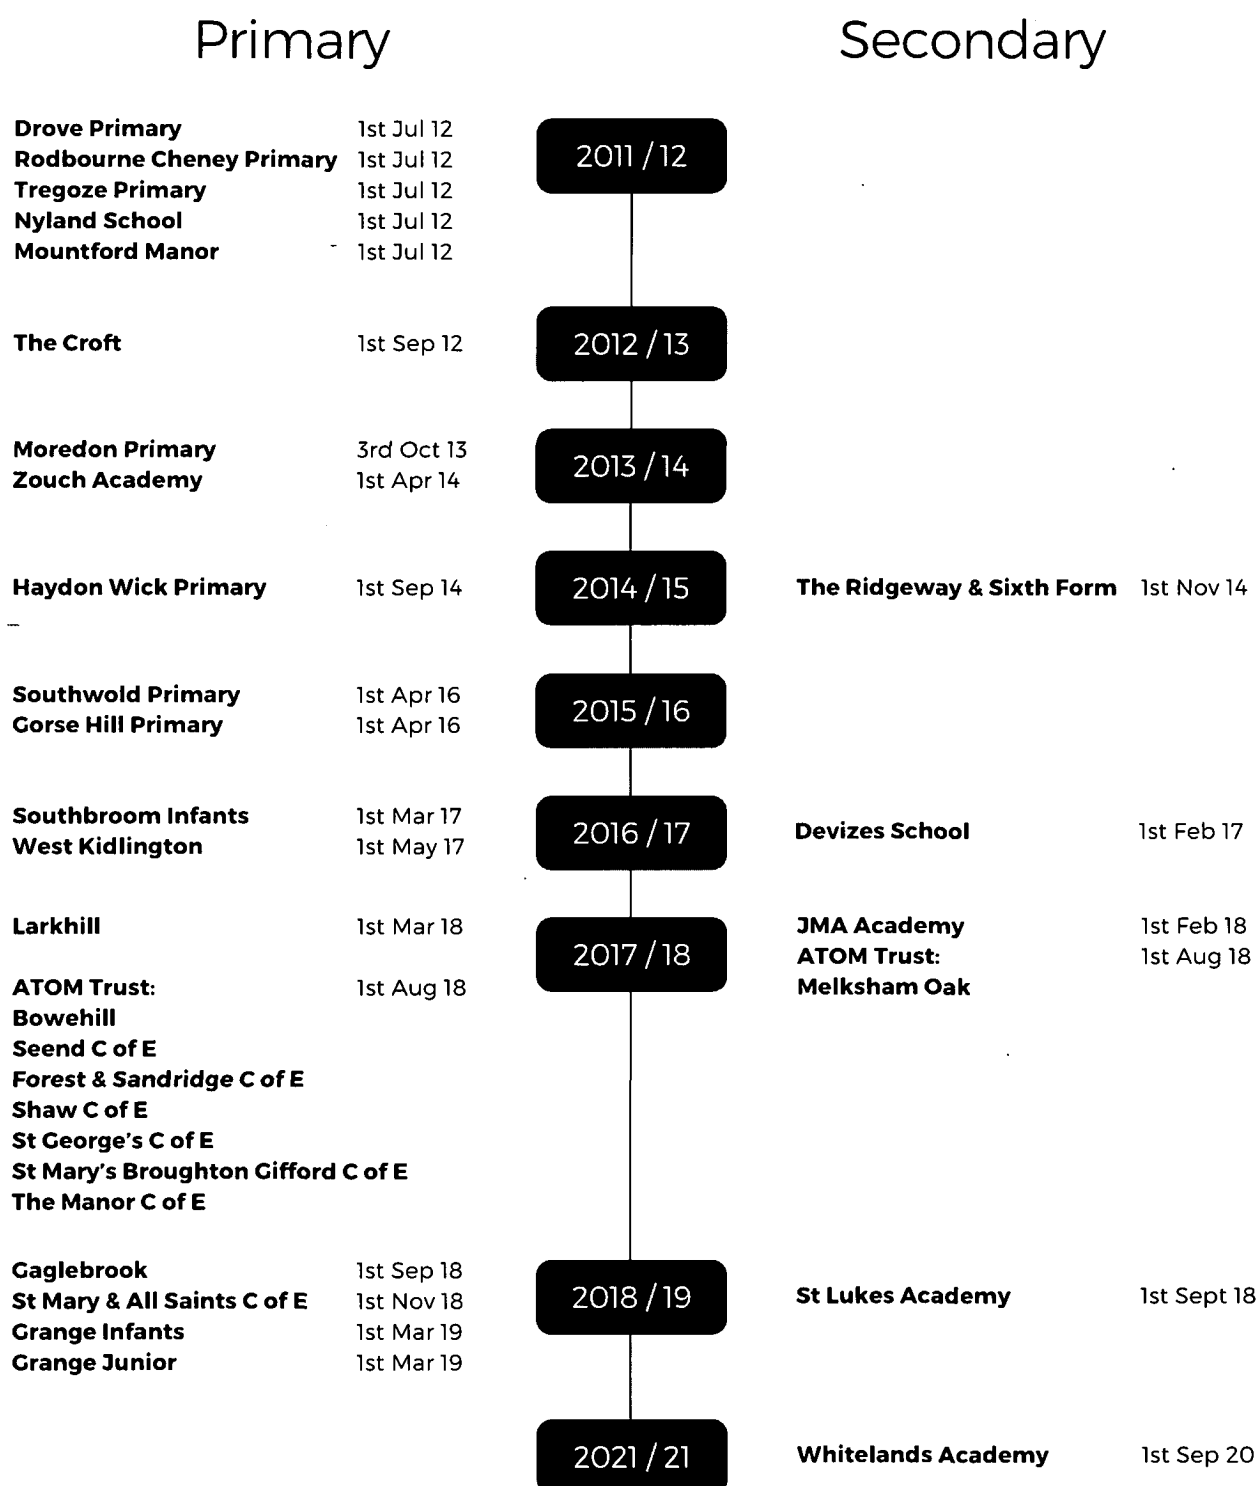 Primary
Secondary
Drove Primary 1st Jul 12
Rodbourne Cheney Primary 1st Jul 12
Tregoze Primary 1st Jul 12
Nyland School 1st Jul 12
Mountford Manor 1st Jul 12
2011 / 12
The Croft 1st Sep 12
2012 / 13
Moredon Primary 3rd Oct 13
Zouch Academy 1st Apr 14
2013 / 14
Haydon Wick Primary 1st Sep 14
2014 / 15
The Ridgeway & Sixth Form 1st Nov 14
Southwold Primary 1st Apr 16
Gorse Hill Primary 1st Apr 16
2015 / 16
Southbroom Infants 1st Mar 17
West Kidlington 1st May 17
2016 / 17
Devizes School 1st Feb 17
Larkhill 1st Mar 18
ATOM Trust: 1st Aug 18
Bowehill
Seend C of E
Forest & Sandridge C of E
Shaw C of E
St George's C of E
St Mary's Broughton Gifford C of E
The Manor C of E
2017 / 18
JMA Academy 1st Feb 18
ATOM Trust: 1st Aug 18
Melksham Oak
Gaglebrook 1st Sep 18
St Mary & All Saints C of E 1st Nov 18
Grange Infants 1st Mar 19
Grange Junior 1st Mar 19
2018 / 19
St Lukes Academy 1st Sept 18
2021 / 21
Whitelands Academy 1st Sep 20